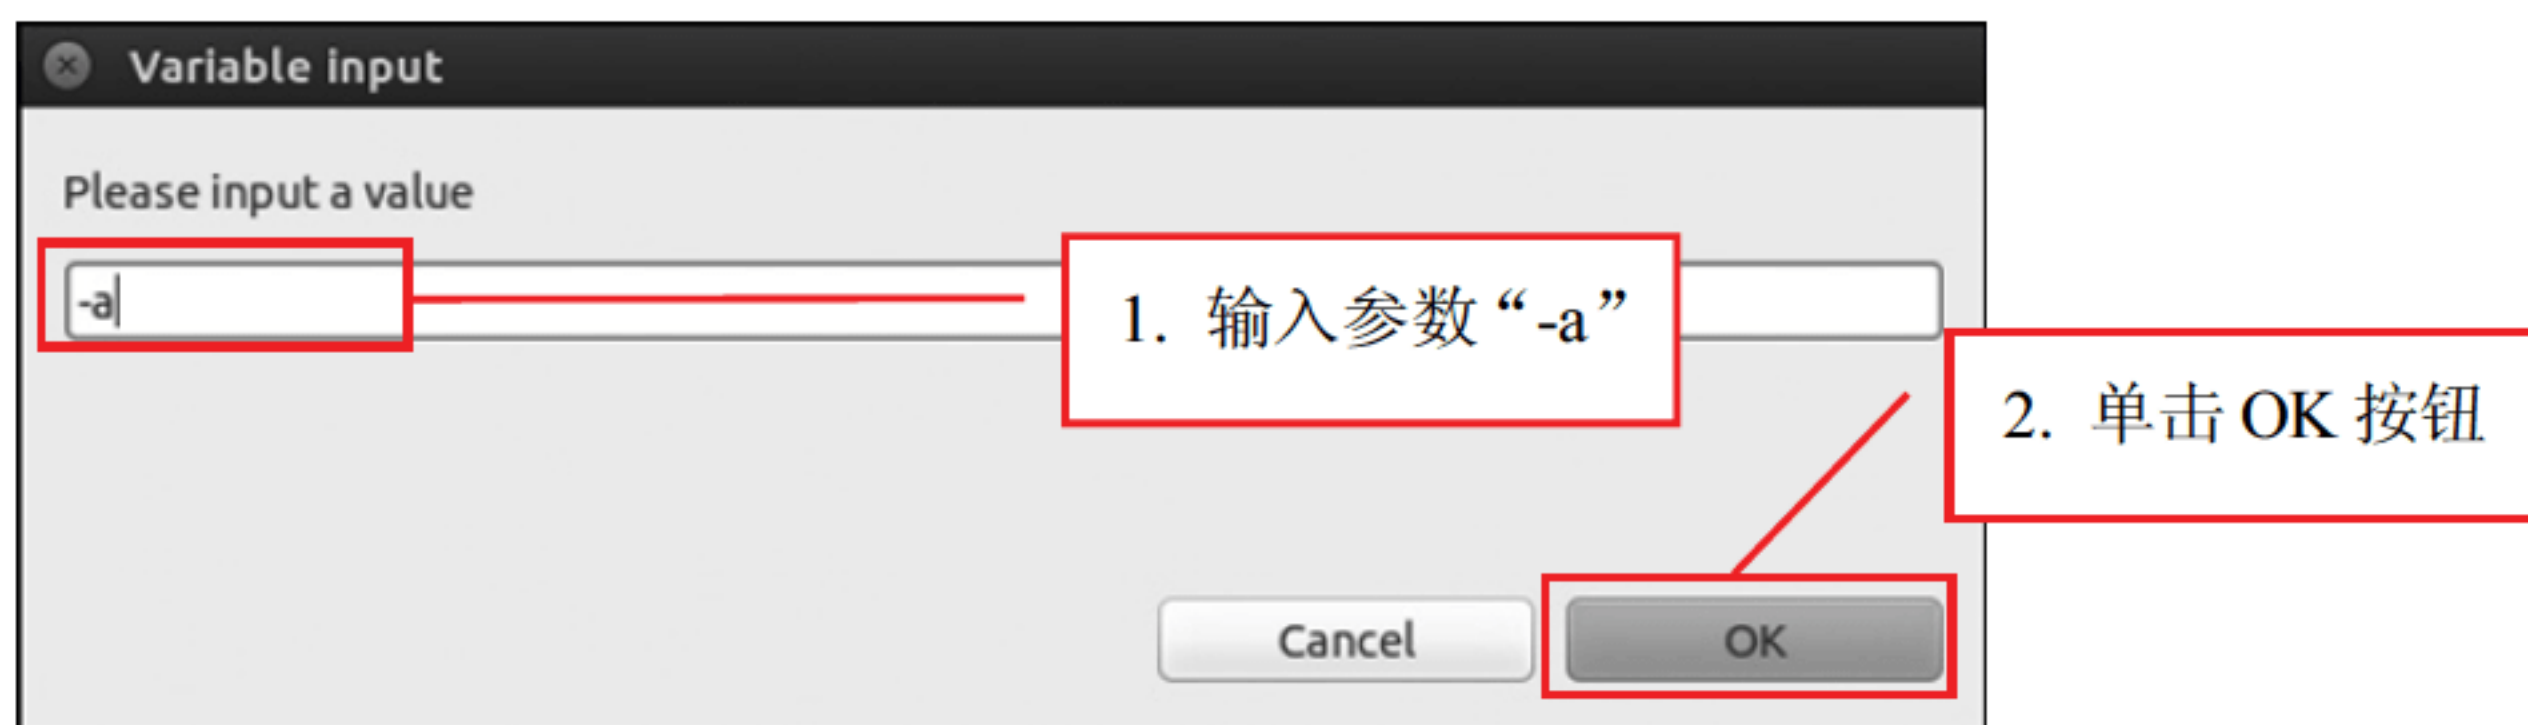 Variable input
Please input a value
-a
1. 输入参数“-a”
2. 单击 OK 按钮
Cancel
OK